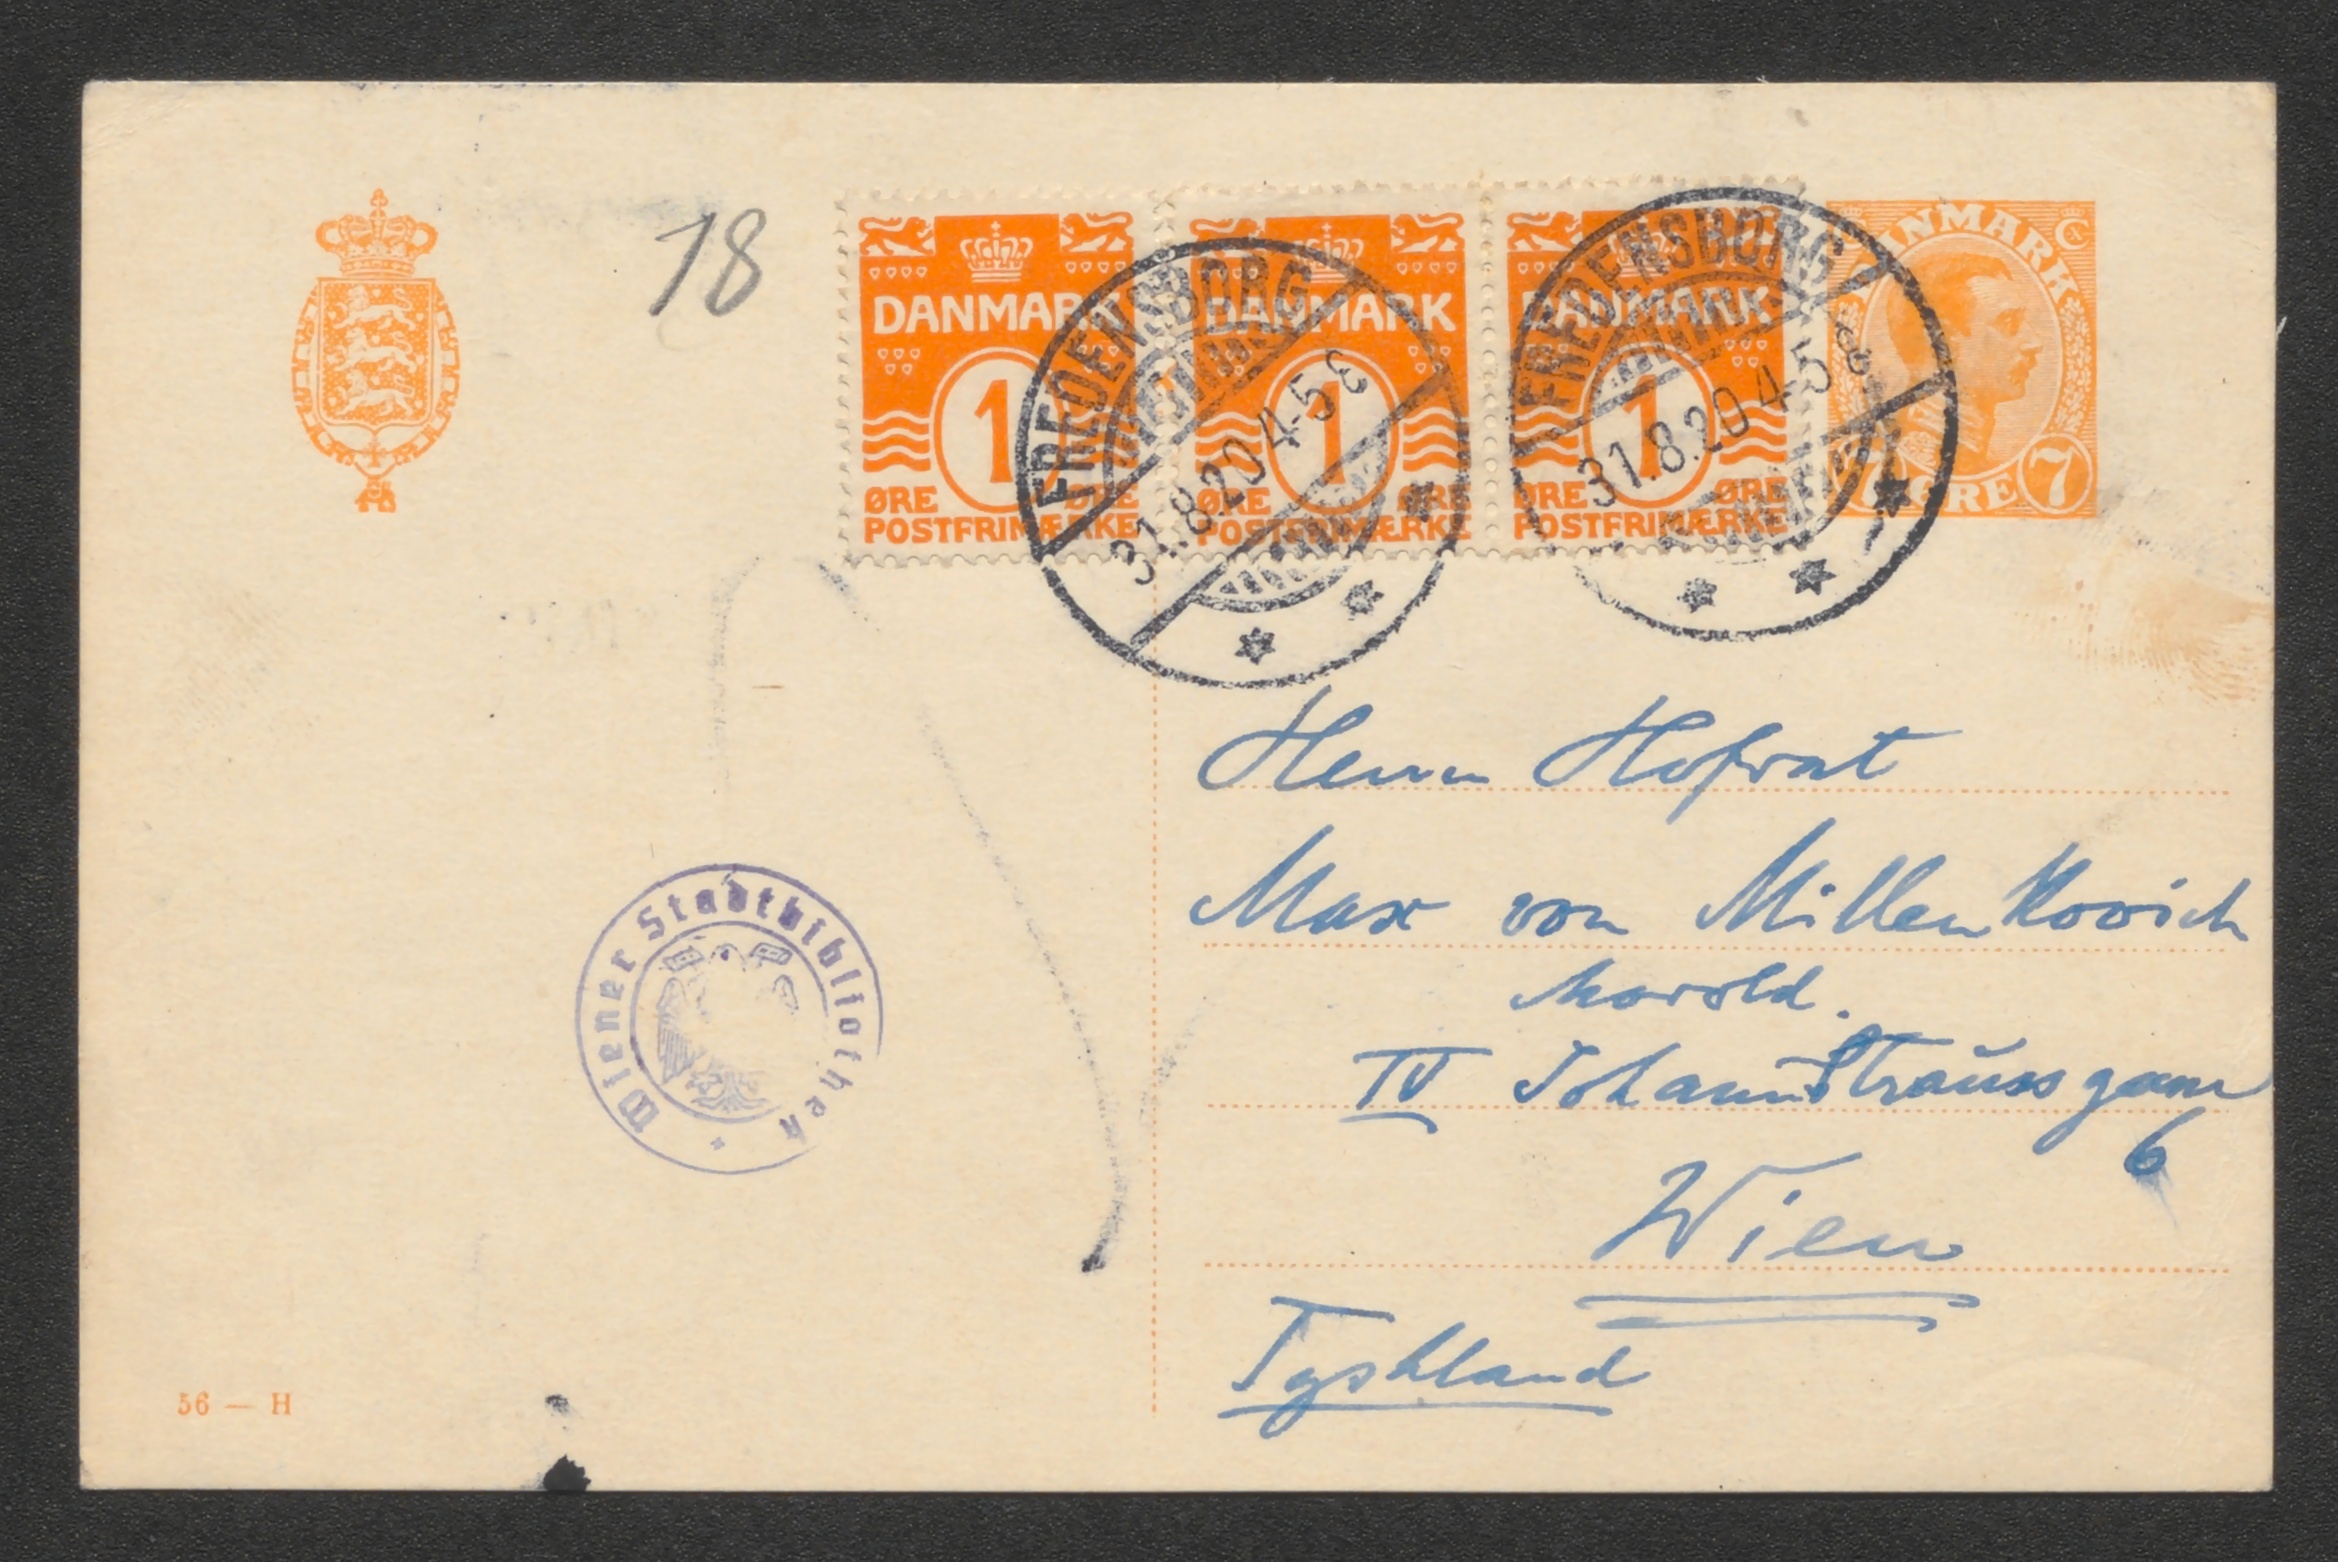 18
DANMARK
1
ØRE ØRE
POSTFRIMÆRKE
DANMARK
1
ØRE ØRE
POSTFRIMÆRKE
DANMARK
1
ØRE ØRE
POSTFRIMÆRKE
DANMARK
7 ØRE 7
FREDENSBORG
31.8.20 4-5 E
FREDENSBORG
31.8.20 4-5 E
Herrn Hofrat
Max von Millenkovich
Morold.
IV Johann Straussgasse
6
Wien
Tyskland
Wiener Stadtbibliothek
56 — H